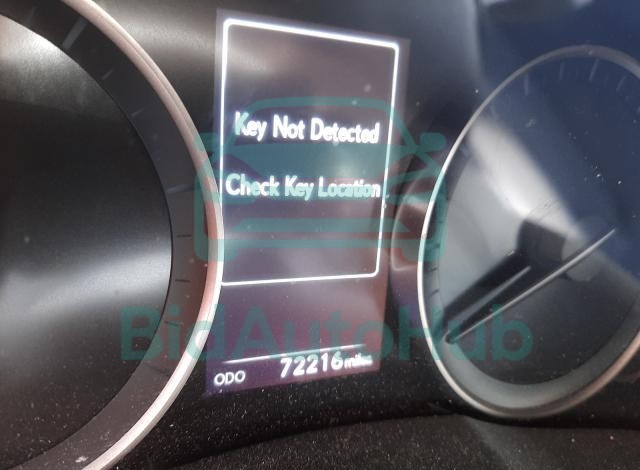 Key Not Detected
Check Key Location
BidAutoHub
ODO 72216 miles